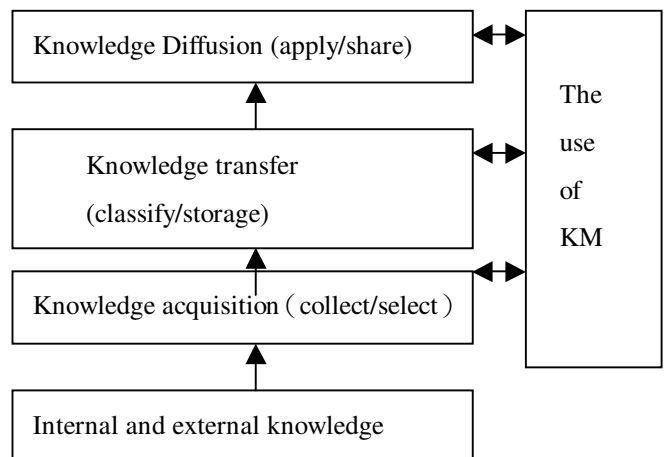 Knowledge Diffusion (apply/share)
Knowledge transfer
(classify/storage)
Knowledge acquisition（collect/select）
Internal and external knowledge
The
use
of
KM